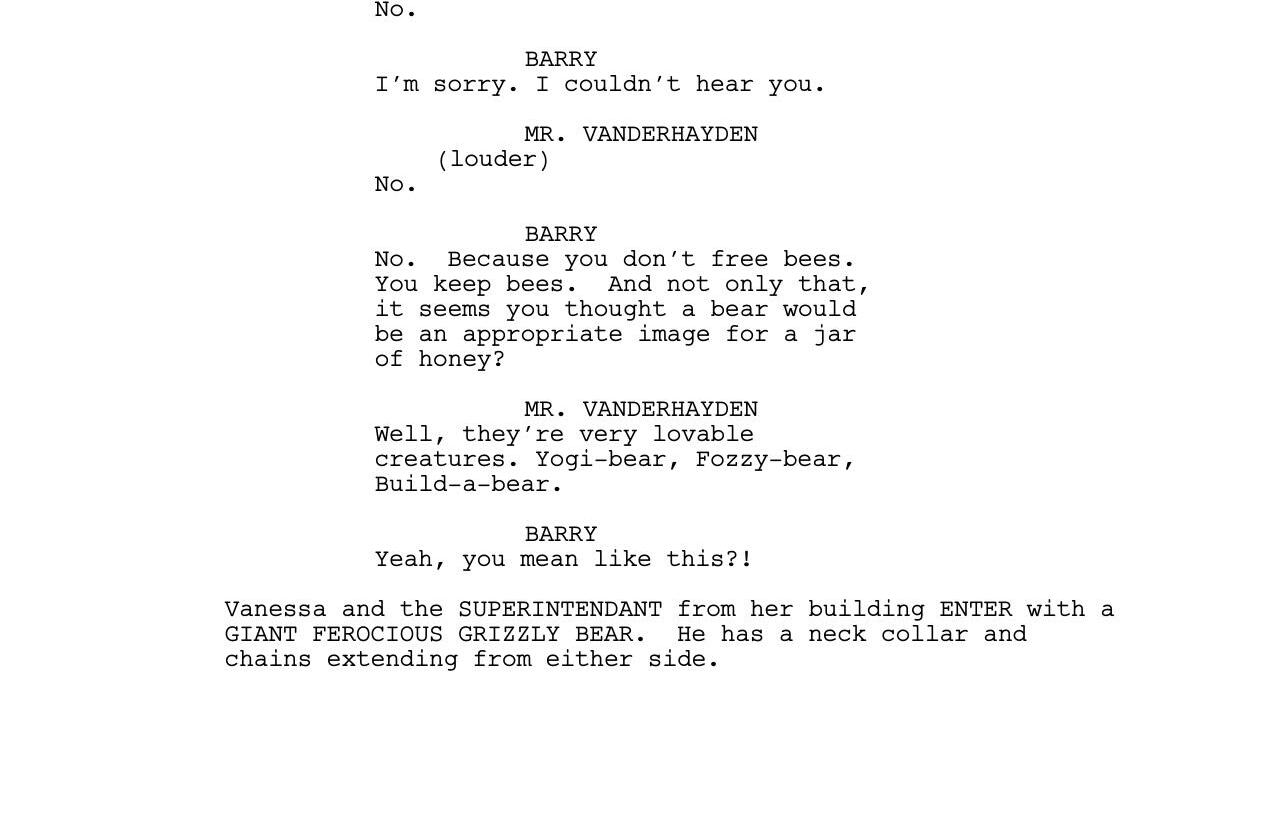 No.
BARRY
I'm sorry. I couldn't hear you.
MR. VANDERHAYDEN
(louder)
No.
BARRY
No.  Because you don't free bees.
You keep bees.  And not only that,
it seems you thought a bear would
be an appropriate image for a jar
of honey?
MR. VANDERHAYDEN
Well, they're very lovable
creatures. Yogi-bear, Fozzy-bear,
Build-a-bear.
BARRY
Yeah, you mean like this?!
Vanessa and the SUPERINTENDANT from her building ENTER with a
GIANT FEROCIOUS GRIZZLY BEAR.  He has a neck collar and
chains extending from either side.